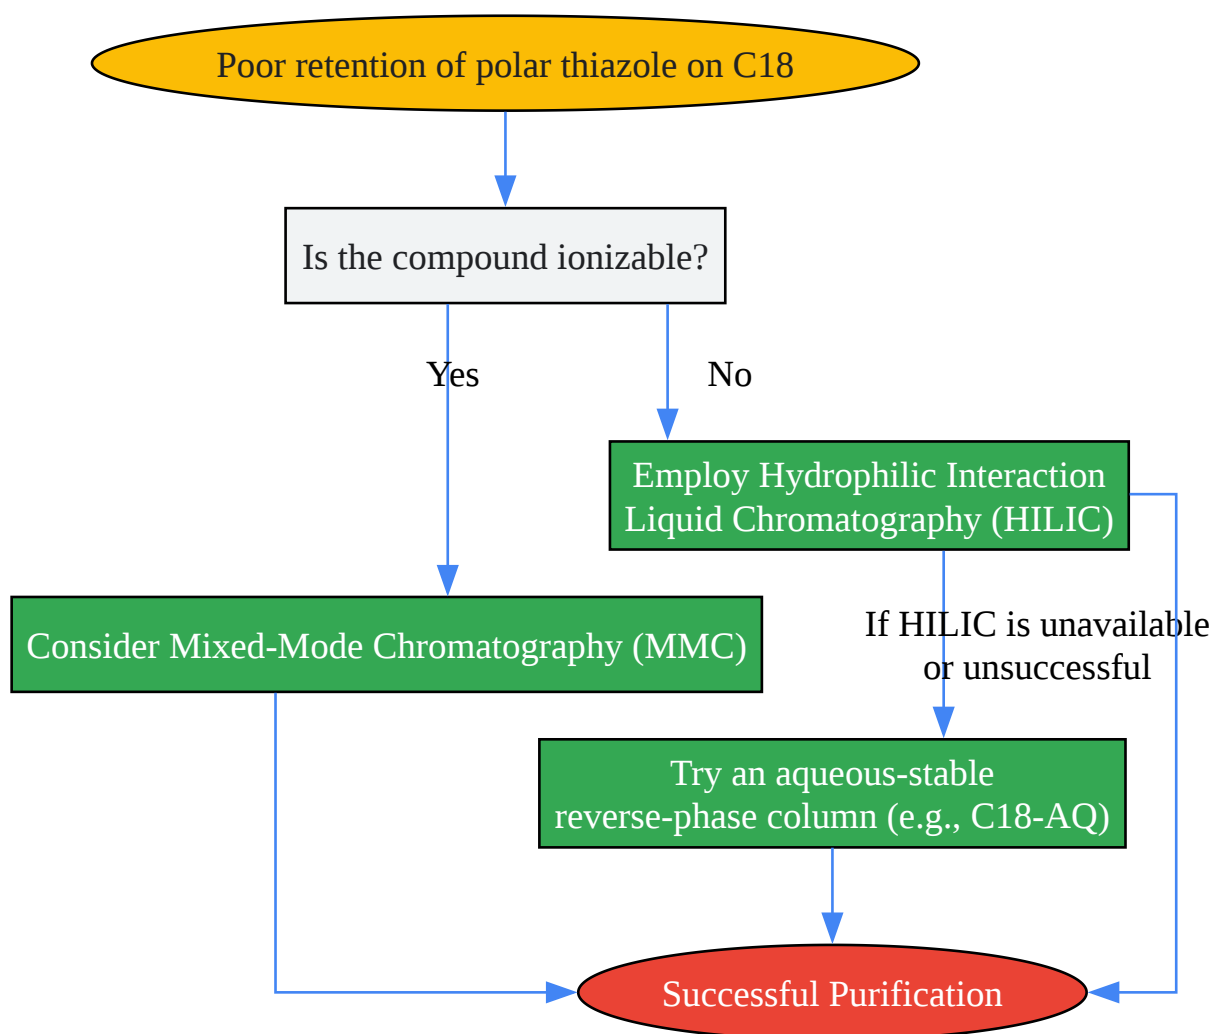 Poor retention of polar thiazole on C18
Is the compound ionizable?
Yes
No
Employ Hydrophilic Interaction
Liquid Chromatography (HILIC)
If HILIC is unavailable
or unsuccessful
Consider Mixed-Mode Chromatography (MMC)
Try an aqueous-stable
reverse-phase column (e.g., C18-AQ)
Successful Purification